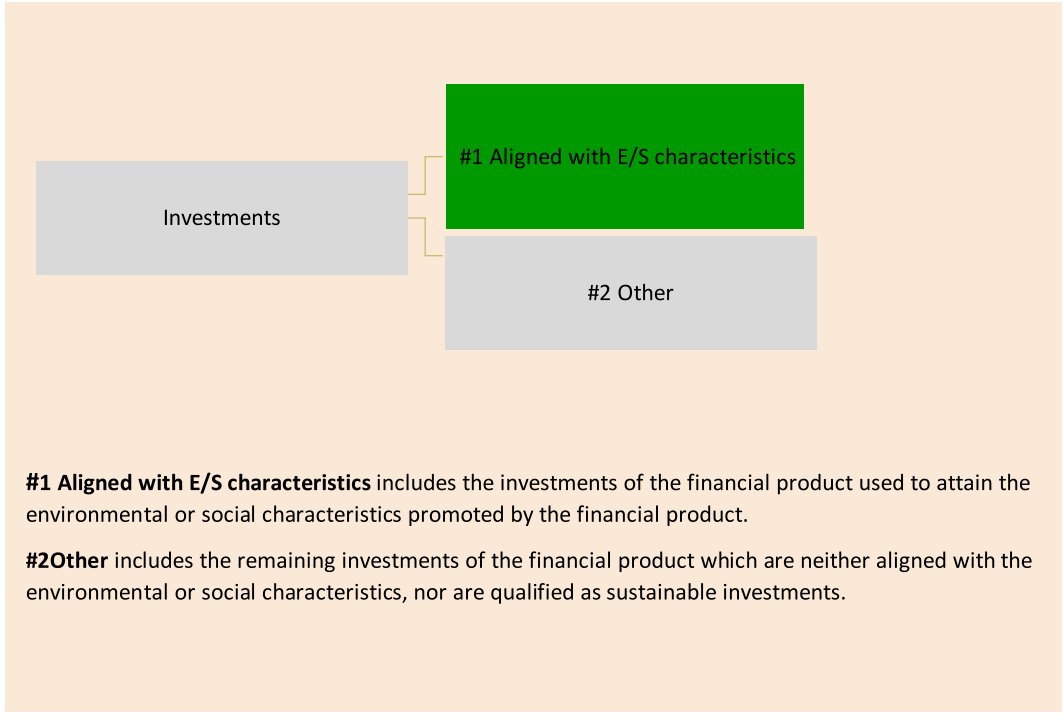 #1 Aligned with E/S characteristics
Investments
#2 Other
#1 Aligned with E/S characteristics includes the investments of the financial product used to attain the
environmental or social characteristics promoted by the financial product.
#2Other includes the remaining investments of the financial product which are neither aligned with the
environmental or social characteristics, nor are qualified as sustainable investments.